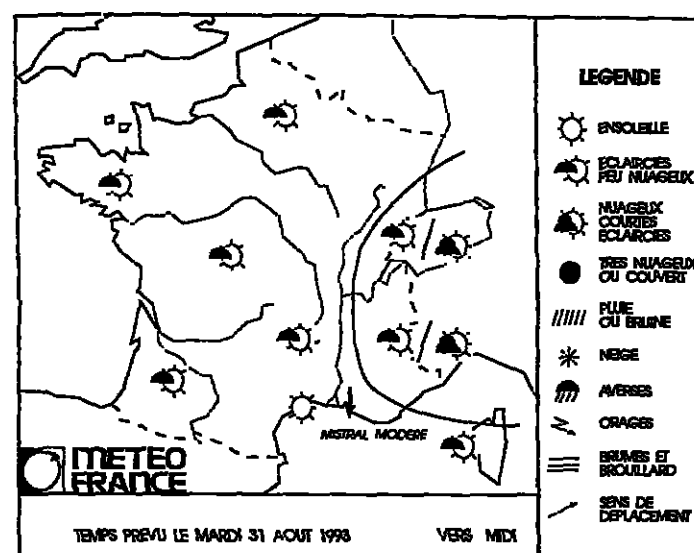 LEGENDE
ENSOLEILLE
ECLAIRCIES
PEU NUAGEUX
NUAGEUX
COURTES
ECLAIRCIES
TRES NUAGEUX
OU COUVERT
PLUIE
OU BRUINE
NEIGE
AVERSES
ORAGES
BRUMES ET
BROUILLARD
SENS DE
DEPLACEMENT
MISTRAL MODERE
METEO
FRANCE
TEMPS PREVU LE MARDI 31 AOUT 1993 VERS MIDI